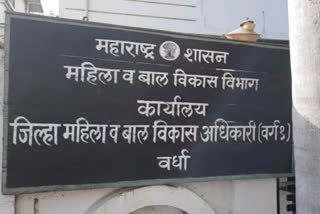 महाराष्ट्र शासन
महिला व बाल विकास विभाग
कार्यालय
जिल्हा महिला व बाल विकास अधिकारी (वर्ग १)
वर्धा